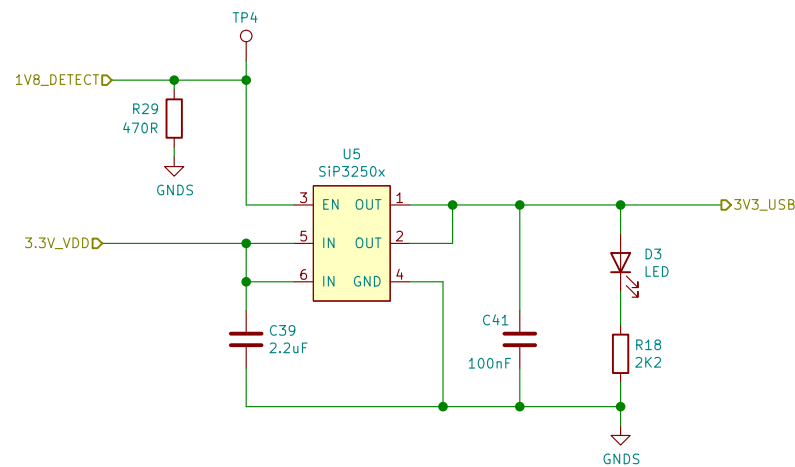 TP4
1V8_DETECT
R29
470R
GNDS
U5
SiP3250x
3 EN OUT 1
3V3_USB
3.3V_VDD
5 IN OUT 2
6 IN GND 4
D3
LED
C39
2.2uF
C41
100nF
R18
2K2
GNDS